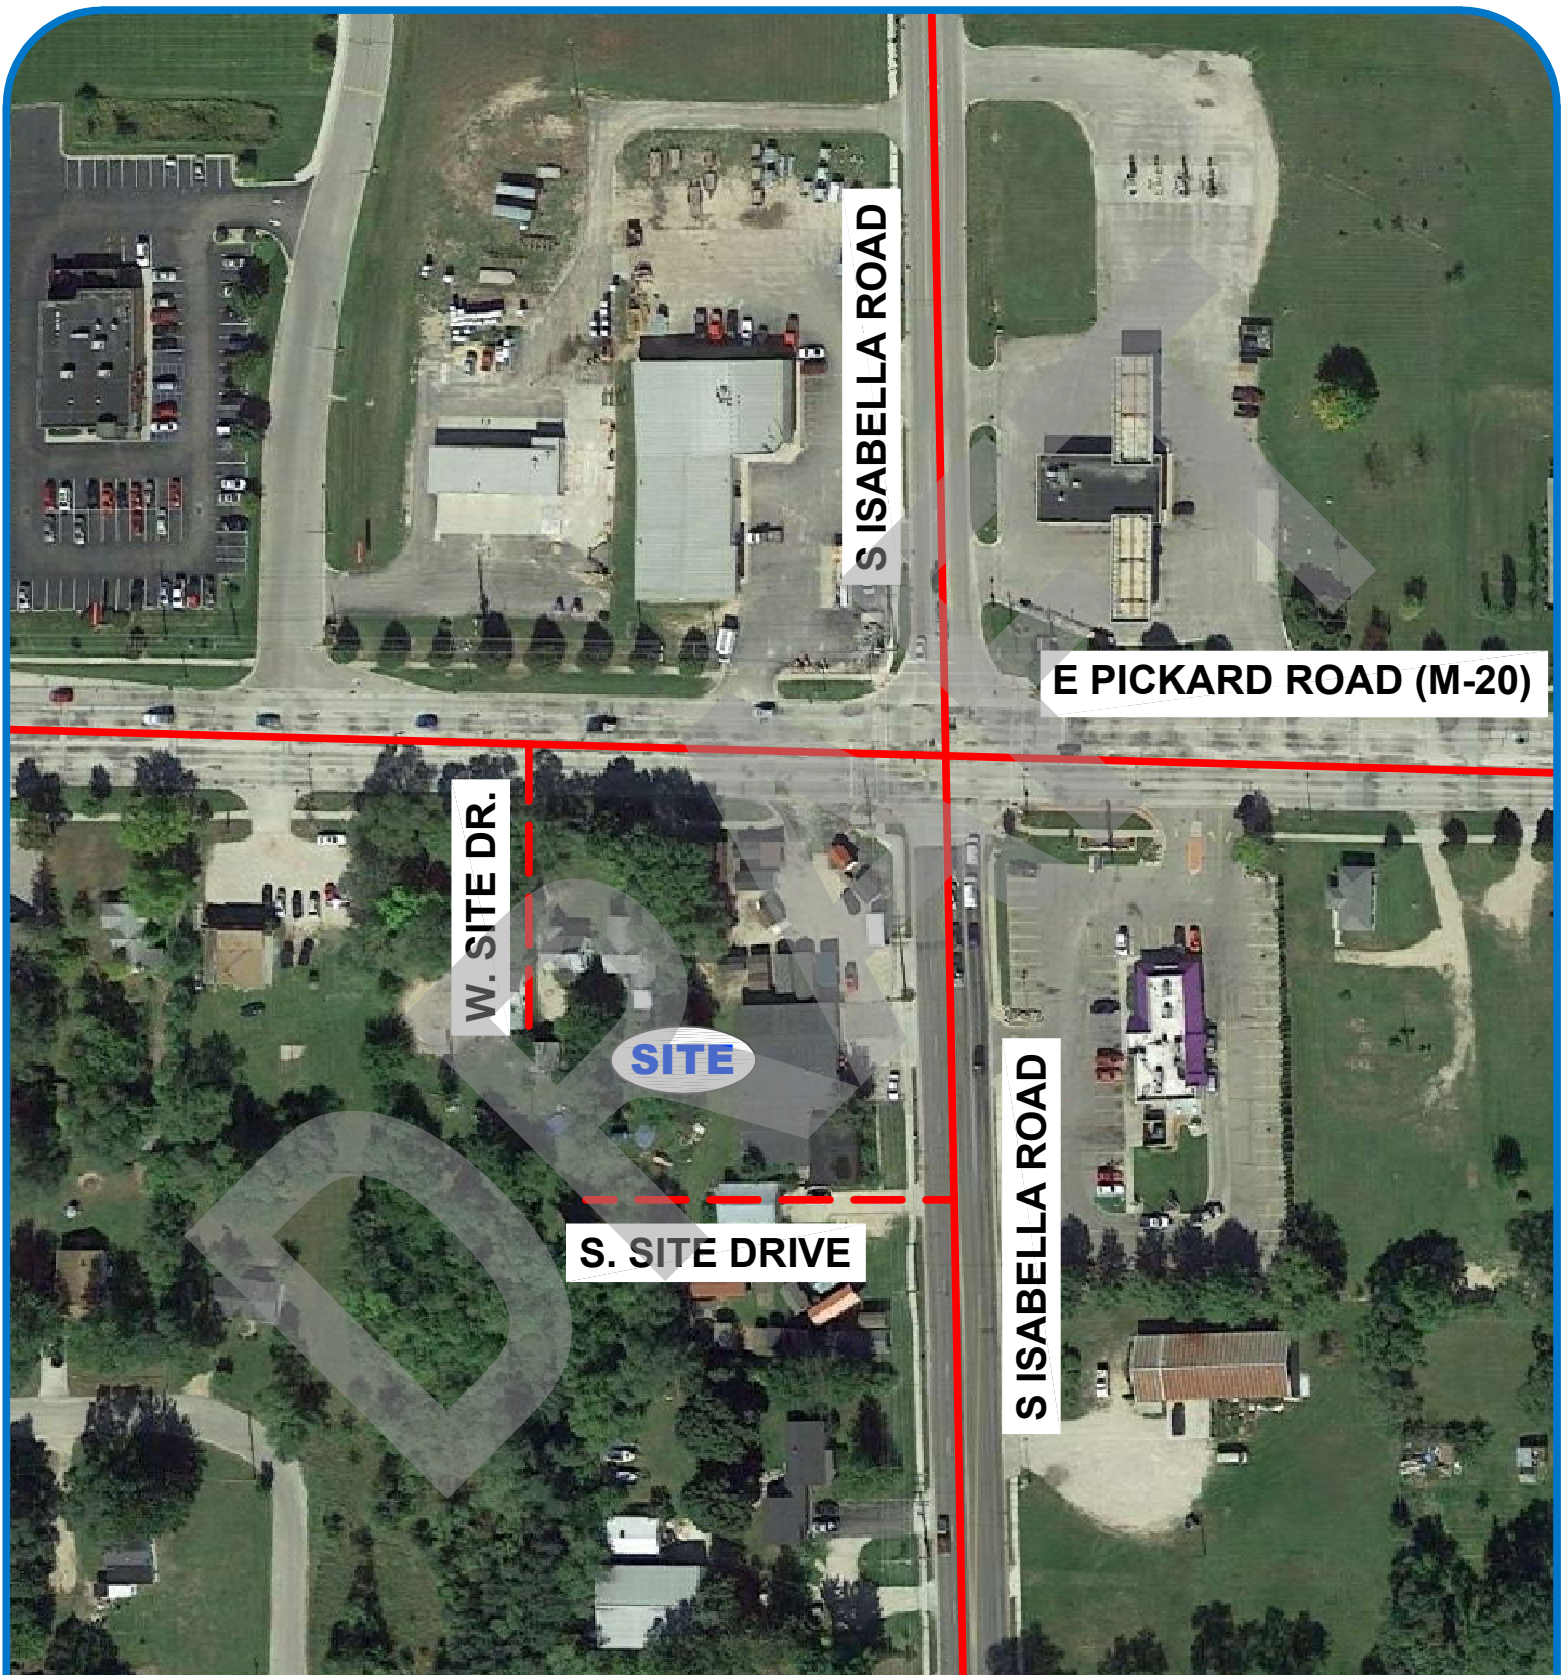 S ISABELLA ROAD
E PICKARD ROAD (M-20)
W. SITE DR.
SITE
S ISABELLA ROAD
S. SITE DRIVE
DRAFT